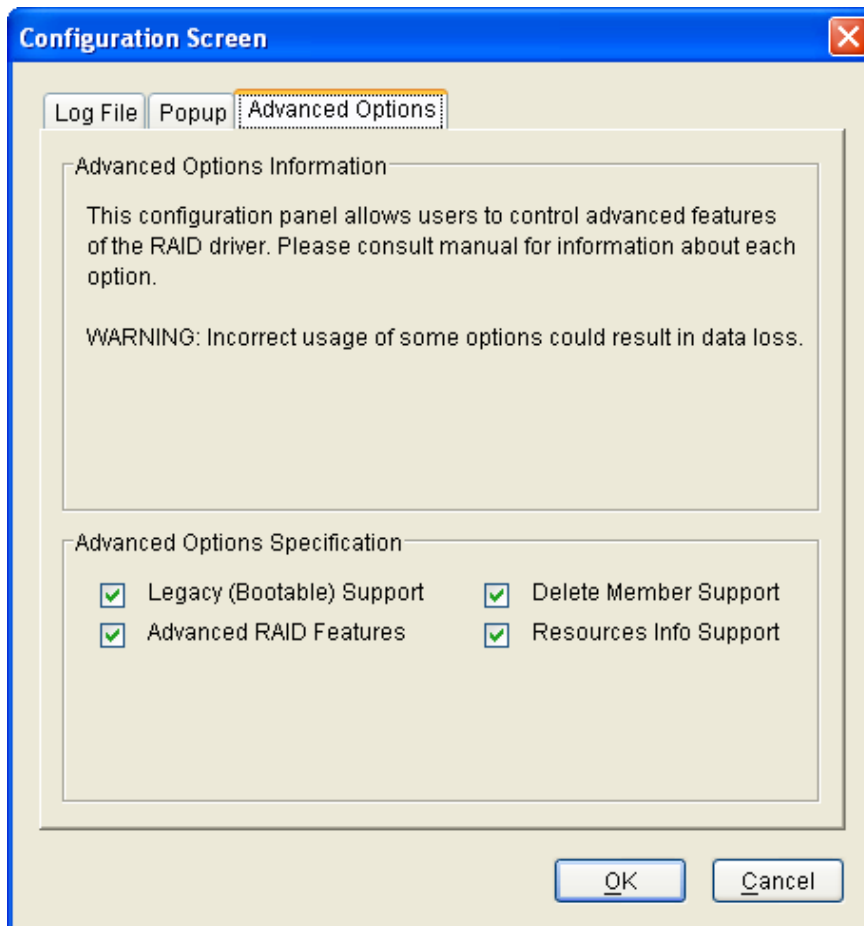 Configuration Screen
Log File Popup Advanced Options
Advanced Options Information
This configuration panel allows users to control advanced features
of the RAID driver. Please consult manual for information about each
option.
WARNING: Incorrect usage of some options could result in data loss.
Advanced Options Specification
Legacy (Bootable) Support Delete Member Support
Advanced RAID Features Resources Info Support
OK Cancel